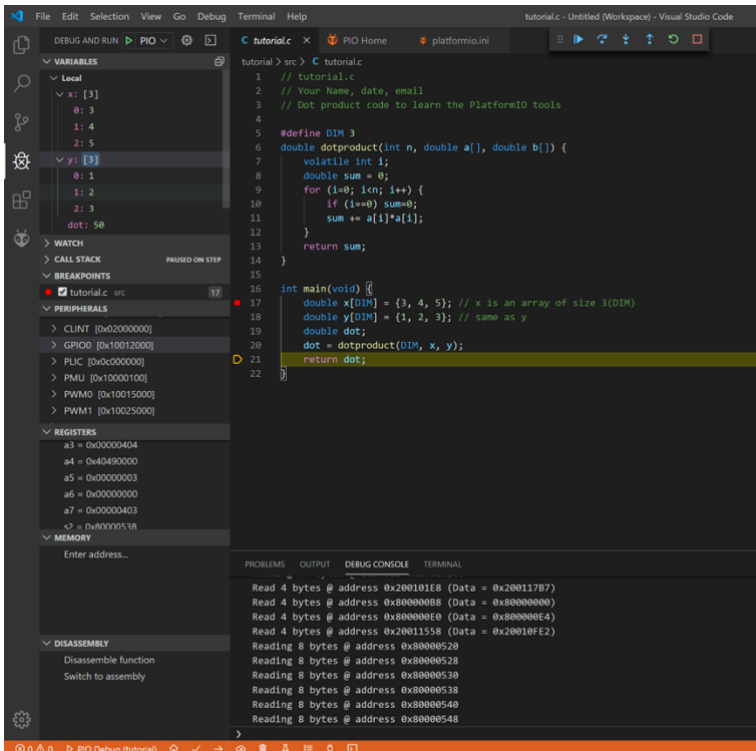 File Edit Selection View Go Debug Terminal Help tutorial.c - Untitled (Workspace) - Visual Studio Code
DEBUG AND RUN PIO
VARIABLES
Local
x: [3]
0: 3
1: 4
2: 5
y: [3]
0: 1
1: 2
2: 3
dot: 50
WATCH
CALL STACK PAUSED ON STEP
BREAKPOINTS
tutorial.c src 17
PERIPHERALS
CLINT [0x02000000]
GPIO0 [0x10012000]
PLIC [0x0c000000]
PMU [0x10000100]
PWM0 [0x10015000]
PWM1 [0x10025000]
REGISTERS
a3 = 0x00000404
a4 = 0x40490000
a5 = 0x00000003
a6 = 0x00000000
a7 = 0x00000403
s2 = 0x80000538
MEMORY
Enter address...
DISASSEMBLY
Disassemble function
Switch to assembly
C tutorial.c × PIO Home platformio.ini
tutorial > src > C tutorial.c
1 // tutorial.c
2 // Your Name, date, email
3 // Dot product code to learn the PlatformIO tools
4
5 #define DIM 3
6 double dotproduct(int n, double a[], double b[]) {
7 volatile int i;
8 double sum = 0;
9 for (i=0; i<n; i++) {
10 if (i==0) sum=0;
11 sum += a[i]*a[i];
12 }
13 return sum;
14 }
15
16 int main(void) {
17 double x[DIM] = {3, 4, 5}; // x is an array of size 3(DIM)
18 double y[DIM] = {1, 2, 3}; // same as y
19 double dot;
20 dot = dotproduct(DIM, x, y);
21 return dot;
22 }
PROBLEMS OUTPUT DEBUG CONSOLE TERMINAL
Read 4 bytes @ address 0x200101E8 (Data = 0x200117B7)
Read 4 bytes @ address 0x800000B8 (Data = 0x80000000)
Read 4 bytes @ address 0x800000E0 (Data = 0x800000E4)
Read 4 bytes @ address 0x20011558 (Data = 0x20010FE2)
Reading 8 bytes @ address 0x80000520
Reading 8 bytes @ address 0x80000528
Reading 8 bytes @ address 0x80000530
Reading 8 bytes @ address 0x80000538
Reading 8 bytes @ address 0x80000540
Reading 8 bytes @ address 0x80000548
0 0 PIO Debug (tutorial)